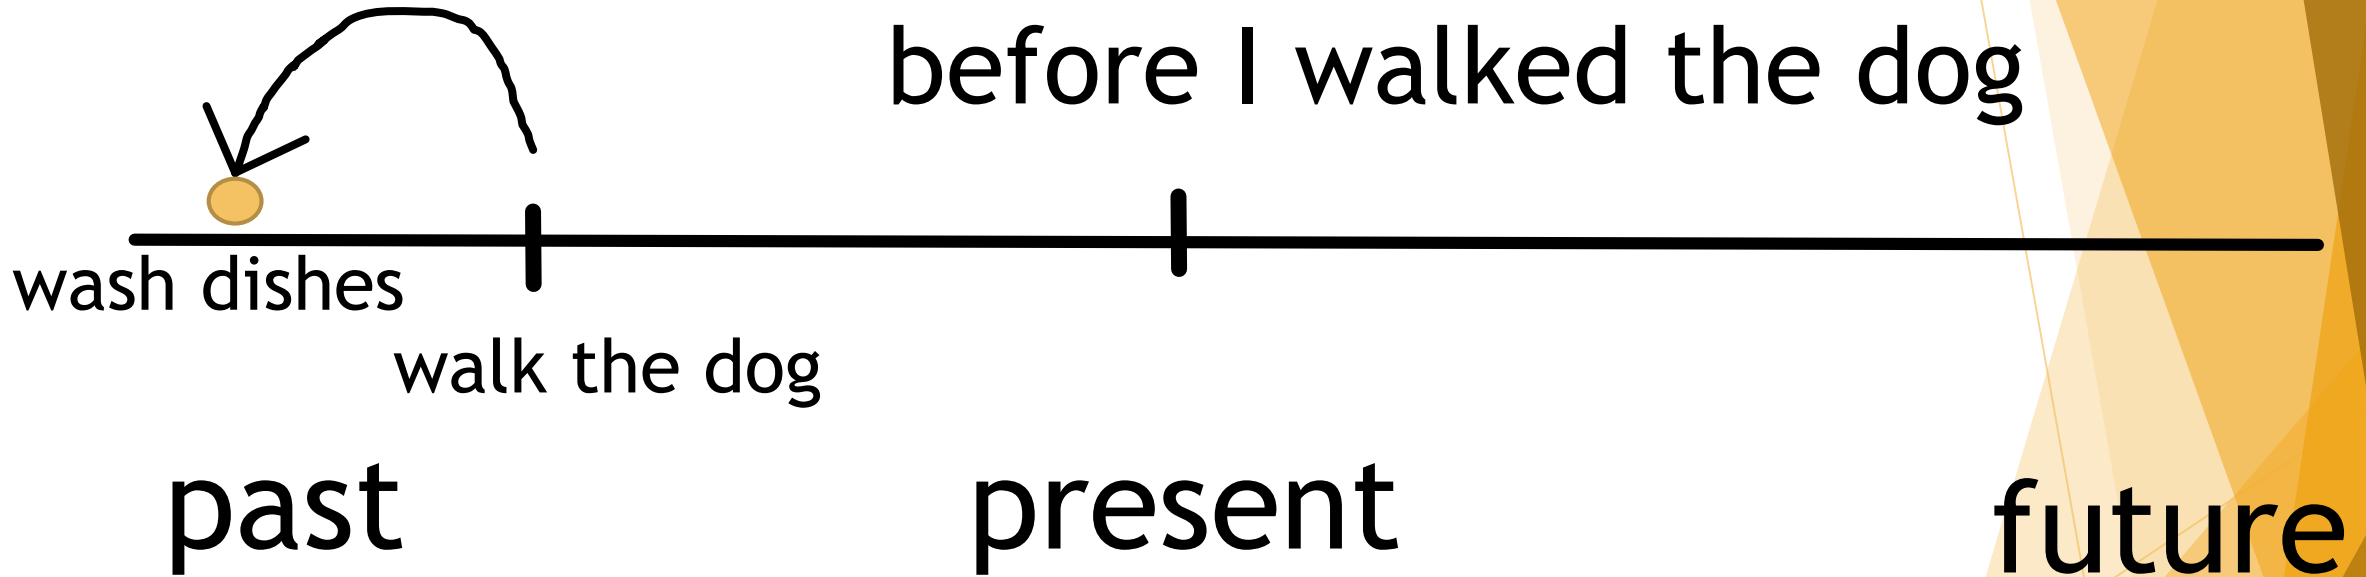 before I walked the dog
wash dishes
walk the dog
past present future